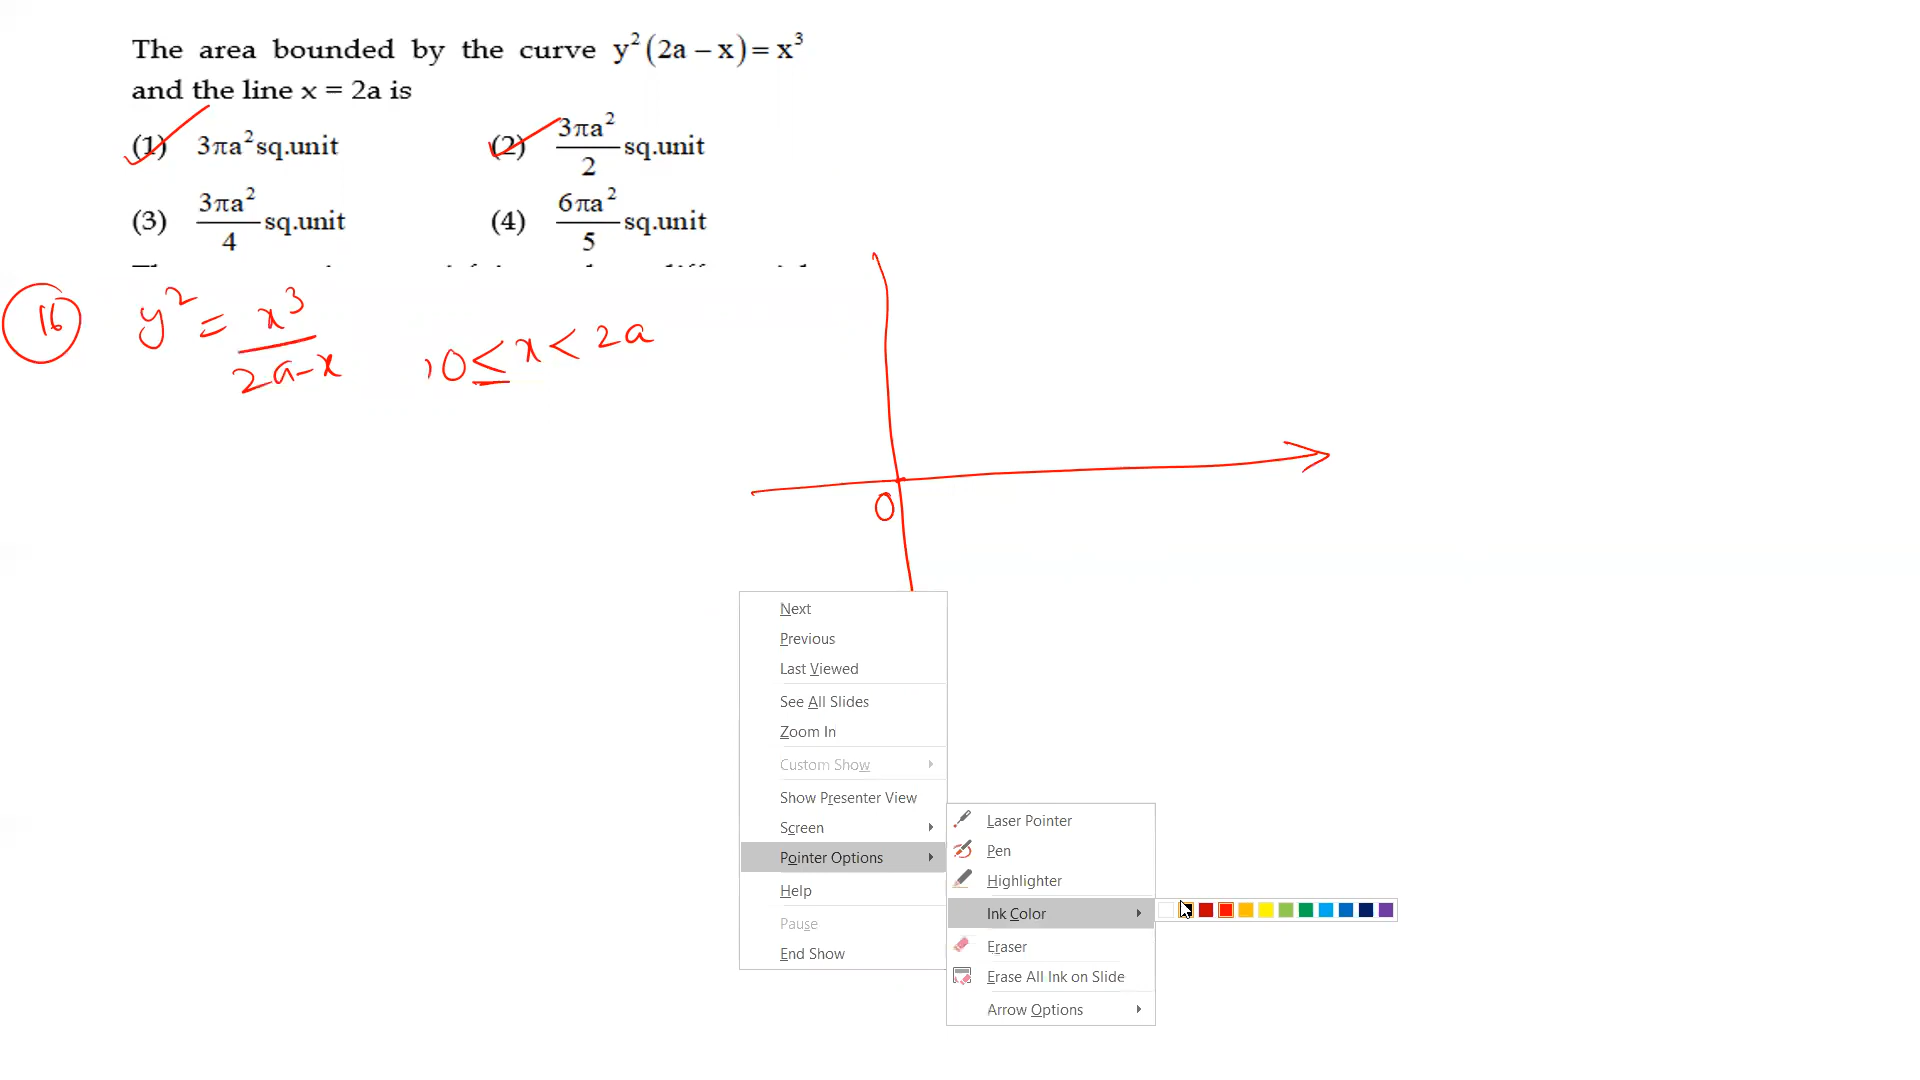 The area bounded by the curve y²(2a – x) = x³
and the line x = 2a is
(1) 3πa² sq.unit (2) 3πa²/2 sq.unit
(3) 3πa²/4 sq.unit (4) 6πa²/5 sq.unit
16 y² = x³/(2a-x) , 0 ≤ x < 2a
0
Next
Previous
Last Viewed
See All Slides
Zoom In
Custom Show
Show Presenter View
Screen
Pointer Options
Help
Pause
End Show
Laser Pointer
Pen
Highlighter
Ink Color
Eraser
Erase All Ink on Slide
Arrow Options